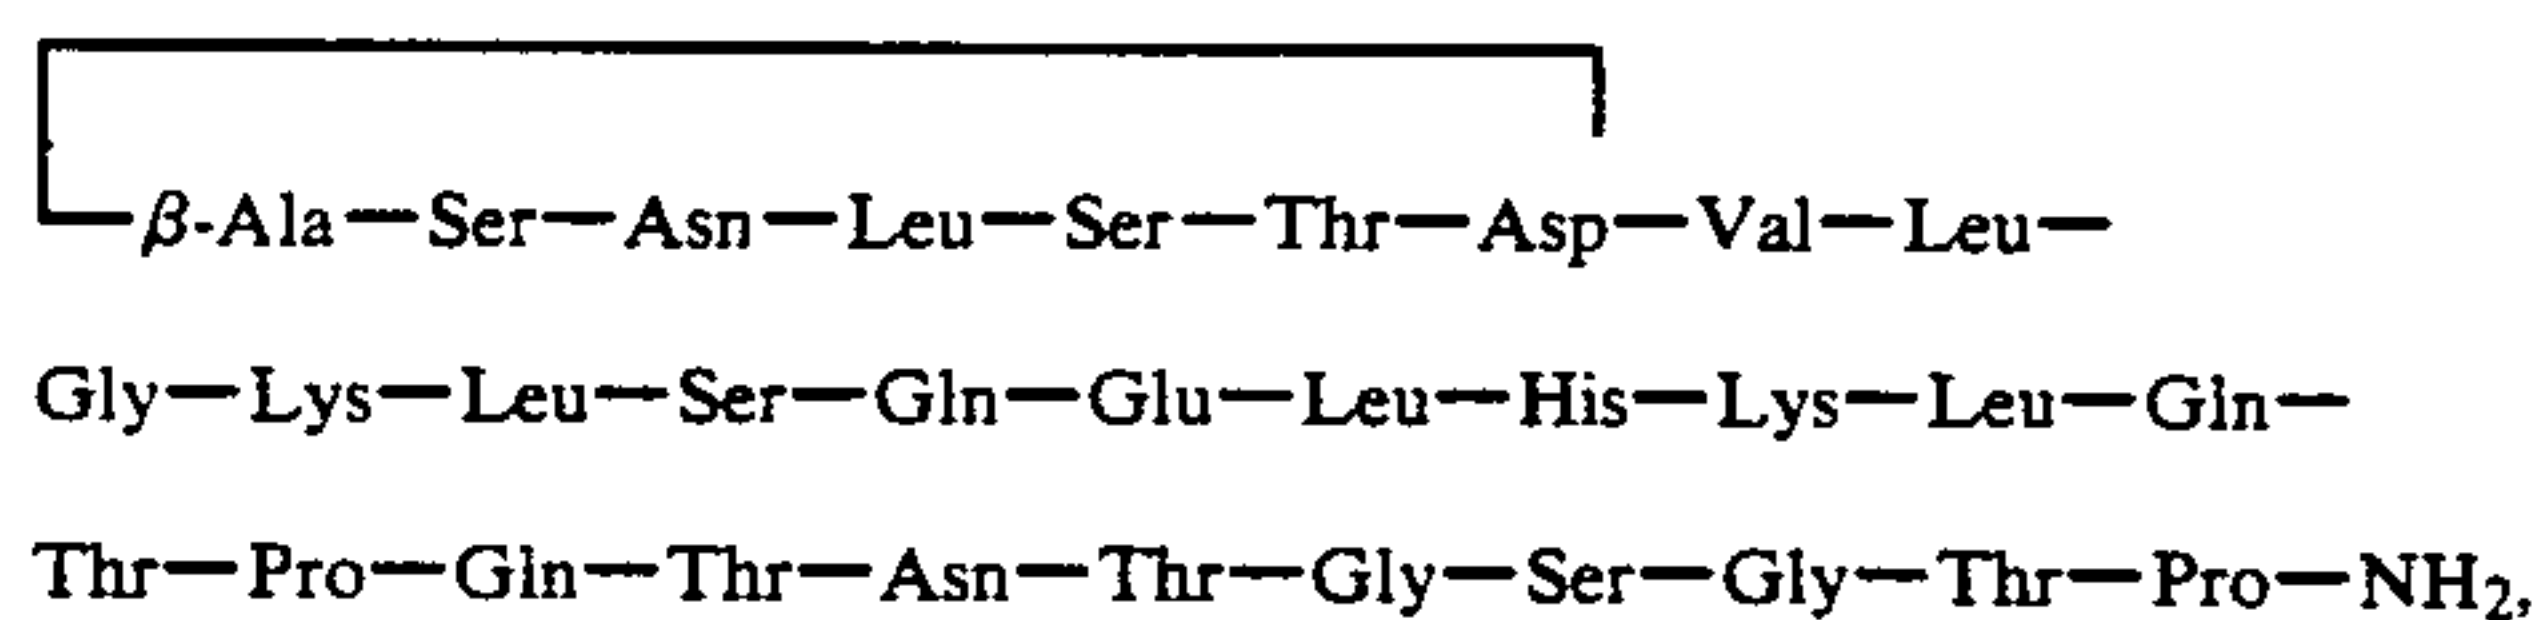 β-Ala—Ser—Asn—Leu—Ser—Thr—Asp—Val—Leu—
Gly—Lys—Leu—Ser—Gln—Glu—Leu—His—Lys—Leu—Gln—
Thr—Pro—Gln—Thr—Asn—Thr—Gly—Ser—Gly—Thr—Pro—NH₂,